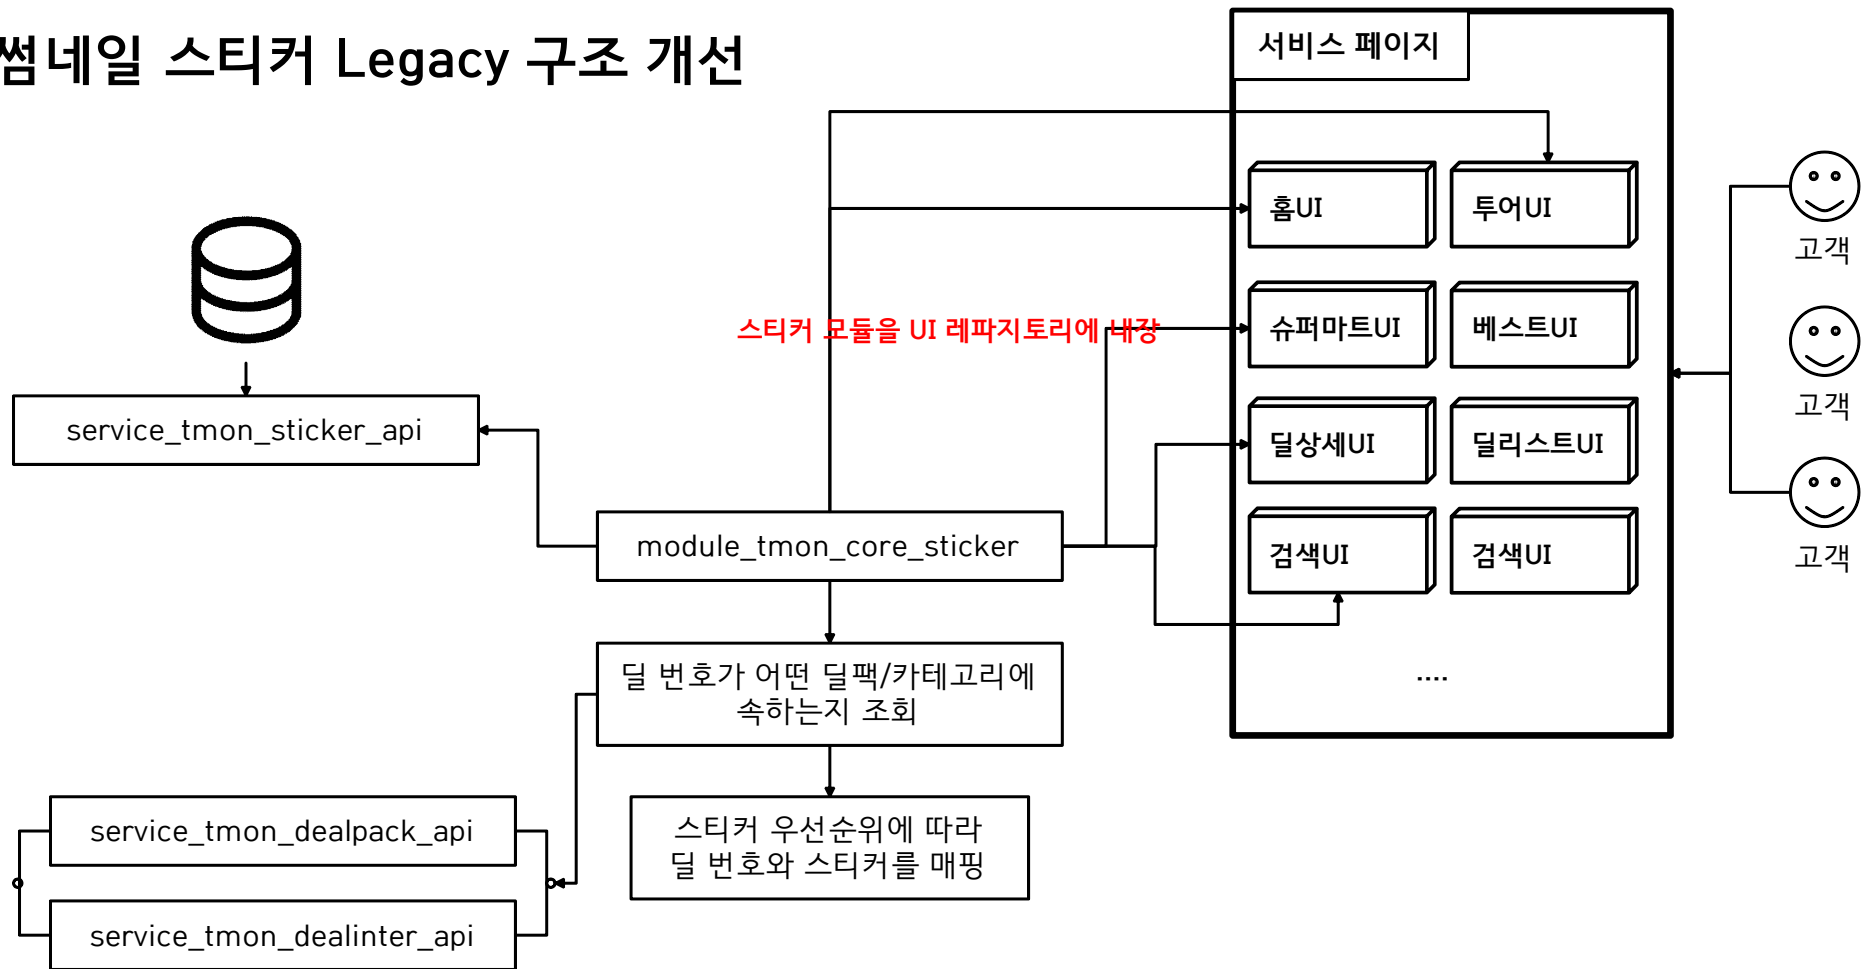 썸네일 스티커 Legacy 구조 개선
서비스 페이지
홈UI
투어UI
고객
스티커 모듈을 UI 레파지토리에 내장
슈퍼마트UI
베스트UI
고객
service_tmon_sticker_api
딜상세UI
딜리스트UI
module_tmon_core_sticker
검색UI
검색UI
고객
딜 번호가 어떤 딜팩/카테고리에
속하는지 조회
....
service_tmon_dealpack_api
스티커 우선순위에 따라
딜 번호와 스티커를 매핑
service_tmon_dealinter_api